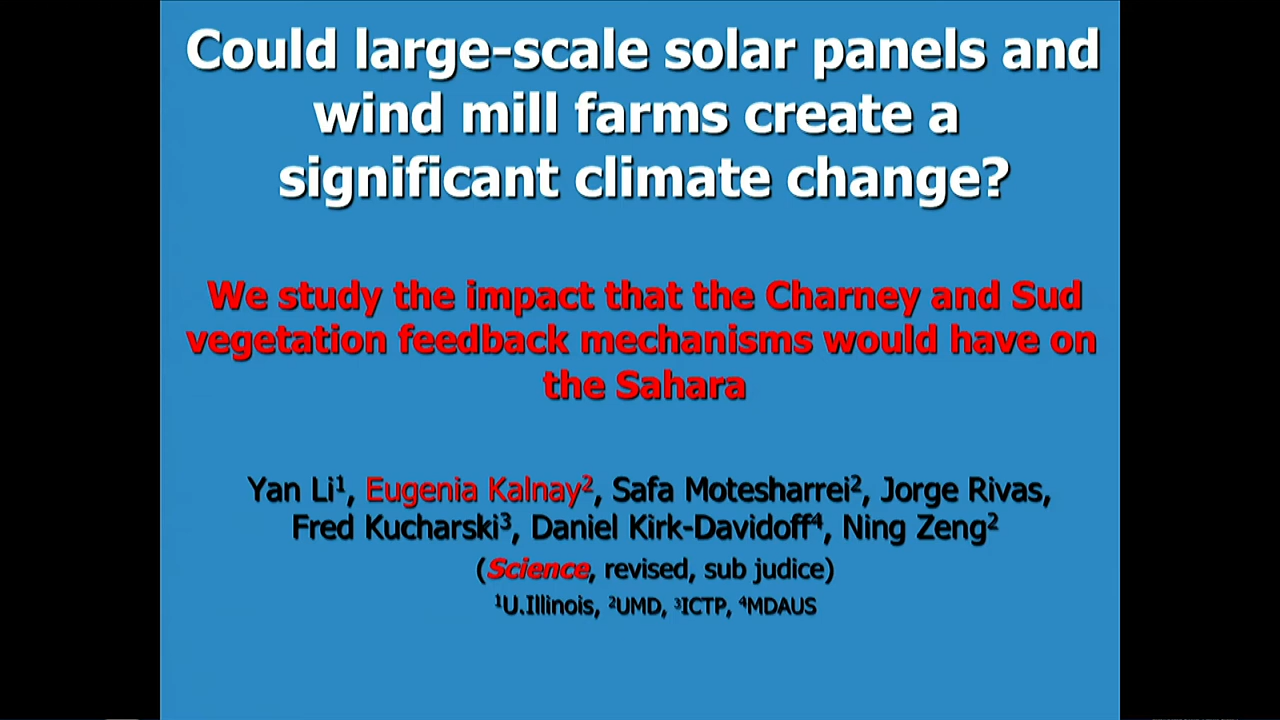 Could large-scale solar panels and
wind mill farms create a
significant climate change?
We study the impact that the Charney and Sud
vegetation feedback mechanisms would have on
the Sahara
Yan Li¹, Eugenia Kalnay², Safa Motesharrei², Jorge Rivas,
Fred Kucharski³, Daniel Kirk-Davidoff⁴, Ning Zeng²
(Science, revised, sub judice)
¹U.Illinois, ²UMD, ³ICTP, ⁴MDAUS